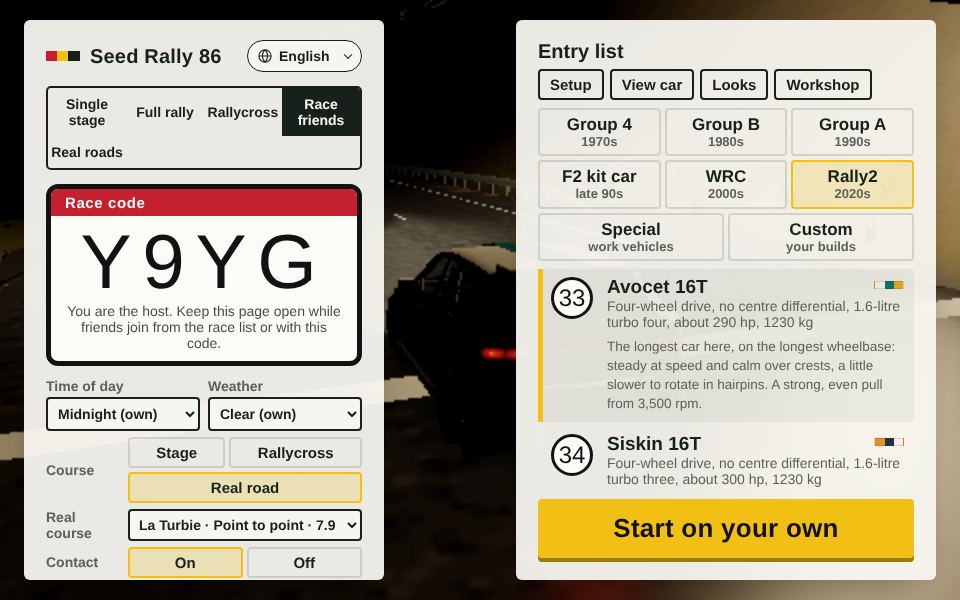 Seed Rally 86
English
Single stage
Full rally
Rallycross
Race friends
Real roads
Race code
Y9YG
You are the host. Keep this page open while
friends join from the race list or with this
code.
Time of day
Weather
Midnight (own)
Clear (own)
Course
Stage
Rallycross
Real road
Real course
La Turbie · Point to point · 7.9
Contact
On
Off
Entry list
Setup
View car
Looks
Workshop
Group 4
1970s
Group B
1980s
Group A
1990s
F2 kit car
late 90s
WRC
2000s
Rally2
2020s
Special
work vehicles
Custom
your builds
33
Avocet 16T
Four-wheel drive, no centre differential, 1.6-litre
turbo four, about 290 hp, 1230 kg
The longest car here, on the longest wheelbase:
steady at speed and calm over crests, a little
slower to rotate in hairpins. A strong, even pull
from 3,500 rpm.
34
Siskin 16T
Four-wheel drive, no centre differential, 1.6-litre
turbo three, about 300 hp, 1230 kg
Start on your own